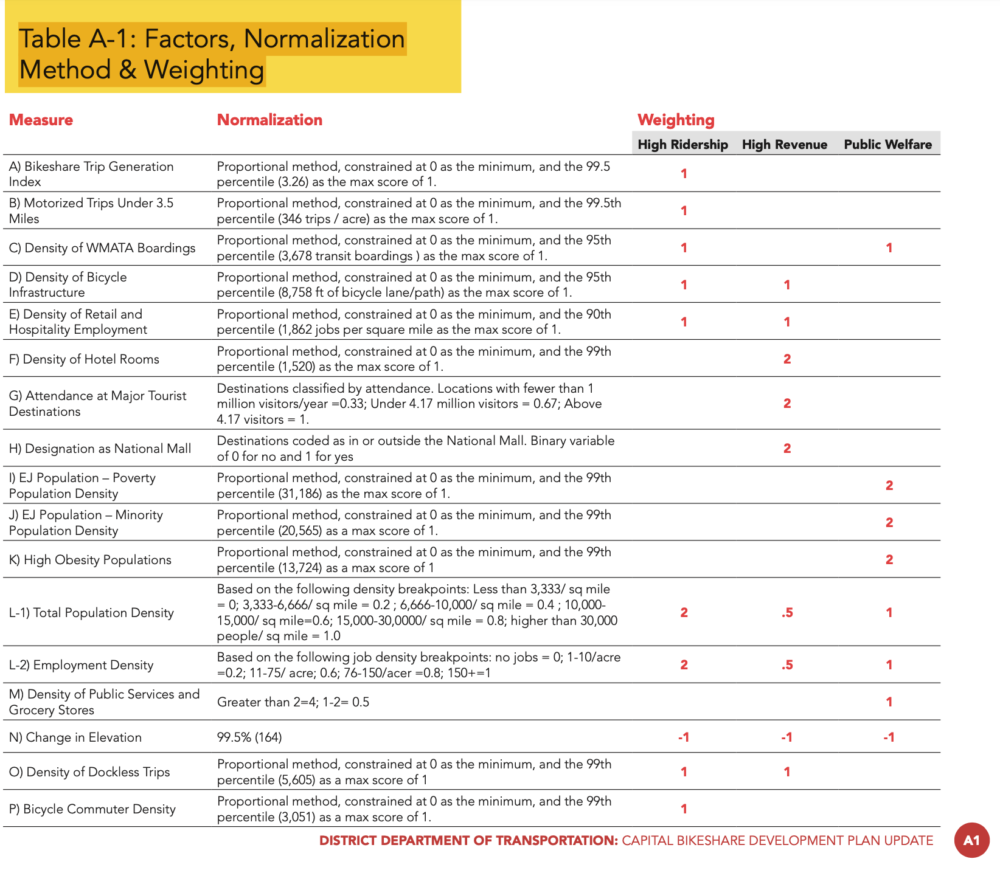 Table A-1: Factors, Normalization
Method & Weighting
Measure
Normalization
Weighting
High Ridership
High Revenue
Public Welfare
A) Bikeshare Trip Generation
Index
Proportional method, constrained at 0 as the minimum, and the 99.5
percentile (3.26) as the max score of 1.
1
B) Motorized Trips Under 3.5
Miles
Proportional method, constrained at 0 as the minimum, and the 99.5th
percentile (346 trips / acre) as the max score of 1.
1
C) Density of WMATA Boardings
Proportional method, constrained at 0 as the minimum, and the 95th
percentile (3,678 transit boardings ) as the max score of 1.
1
1
D) Density of Bicycle
Infrastructure
Proportional method, constrained at 0 as the minimum, and the 95th
percentile (8,758 ft of bicycle lane/path) as the max score of 1.
1
1
E) Density of Retail and
Hospitality Employment
Proportional method, constrained at 0 as the minimum, and the 90th
percentile (1,862 jobs per square mile as the max score of 1.
1
1
F) Density of Hotel Rooms
Proportional method, constrained at 0 as the minimum, and the 99th
percentile (1,520) as the max score of 1.
2
G) Attendance at Major Tourist
Destinations
Destinations classified by attendance. Locations with fewer than 1
million visitors/year =0.33; Under 4.17 million visitors = 0.67; Above
4.17 visitors = 1.
2
H) Designation as National Mall
Destinations coded as in or outside the National Mall. Binary variable
of 0 for no and 1 for yes
2
I) EJ Population – Poverty
Population Density
Proportional method, constrained at 0 as the minimum, and the 99th
percentile (31,186) as the max score of 1.
2
J) EJ Population – Minority
Population Density
Proportional method, constrained at 0 as the minimum, and the 99th
percentile (20,565) as a max score of 1.
2
K) High Obesity Populations
Proportional method, constrained at 0 as the minimum, and the 99th
percentile (13,724) as a max score of 1
2
L-1) Total Population Density
Based on the following density breakpoints: Less than 3,333/ sq mile
= 0; 3,333-6,666/ sq mile = 0.2 ; 6,666-10,000/ sq mile = 0.4 ; 10,000-
15,000/ sq mile=0.6; 15,000-30,0000/ sq mile = 0.8; higher than 30,000
people/ sq mile = 1.0
2
.5
1
L-2) Employment Density
Based on the following job density breakpoints: no jobs = 0; 1-10/acre
=0.2; 11-75/ acre; 0.6; 76-150/acer =0.8; 150+=1
2
.5
1
M) Density of Public Services and
Grocery Stores
Greater than 2=4; 1-2= 0.5
1
N) Change in Elevation
99.5% (164)
-1
-1
-1
O) Density of Dockless Trips
Proportional method, constrained at 0 as the minimum, and the 99th
percentile (5,605) as a max score of 1
1
1
P) Bicycle Commuter Density
Proportional method, constrained at 0 as the minimum, and the 99th
percentile (3,051) as a max score of 1.
1
DISTRICT DEPARTMENT OF TRANSPORTATION: CAPITAL BIKESHARE DEVELOPMENT PLAN UPDATE
A1